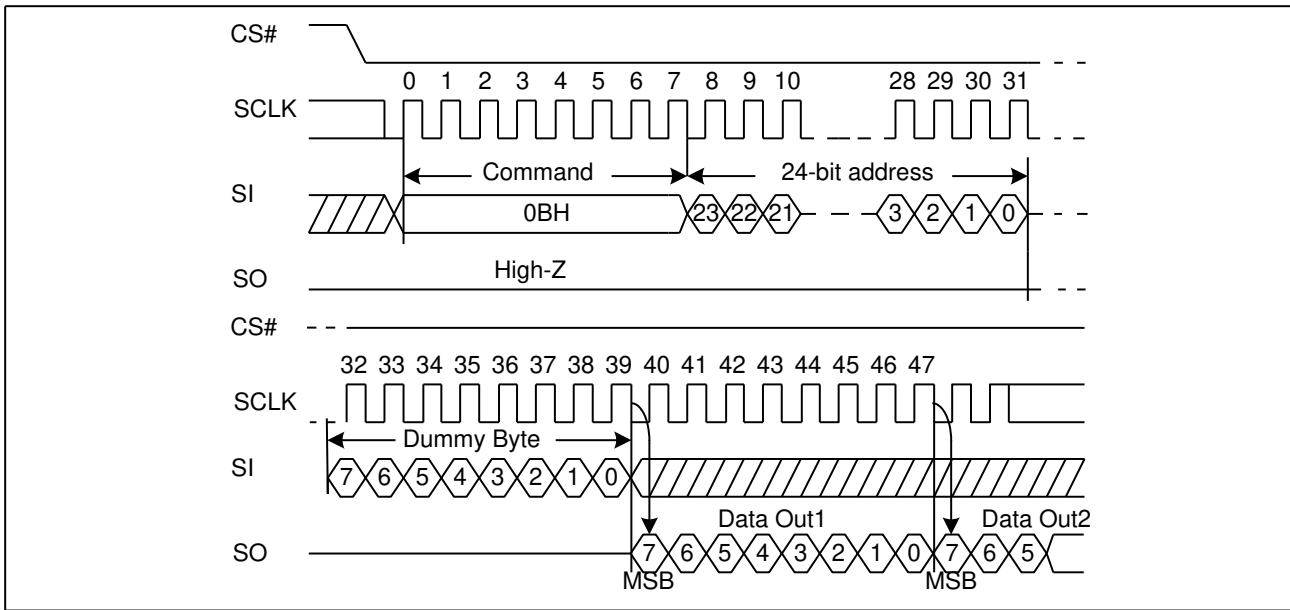 CS#
0 1 2 3 4 5 6 7 8 9 10 28 29 30 31
SCLK
Command 24-bit address
SI
0BH 23 22 21 3 2 1 0
High-Z
SO
CS#
32 33 34 35 36 37 38 39 40 41 42 43 44 45 46 47
SCLK
Dummy Byte
SI
7 6 5 4 3 2 1 0
Data Out1 Data Out2
SO
7 6 5 4 3 2 1 0 7 6 5
MSB MSB